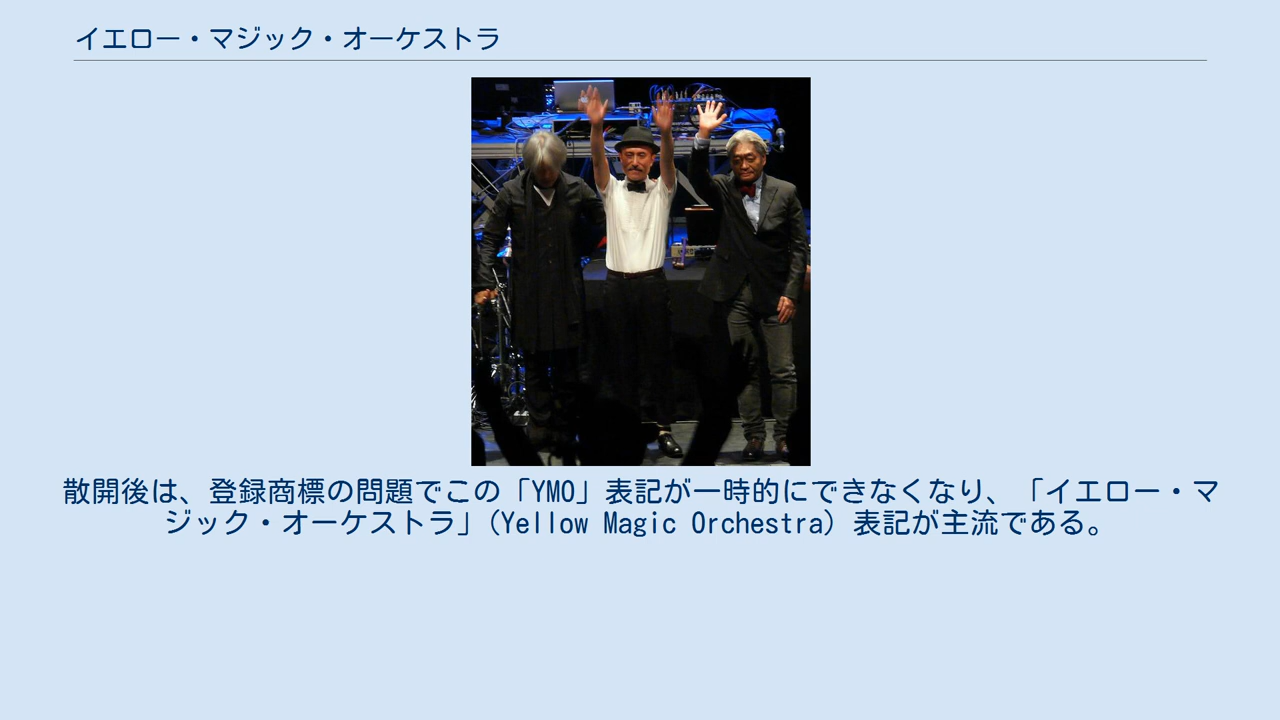 イエロー・マジック・オーケストラ
散開後は、登録商標の問題でこの「YMO」表記が一時的にできなくなり、「イエロー・マ
ジック・オーケストラ」(Yellow Magic Orchestra) 表記が主流である。